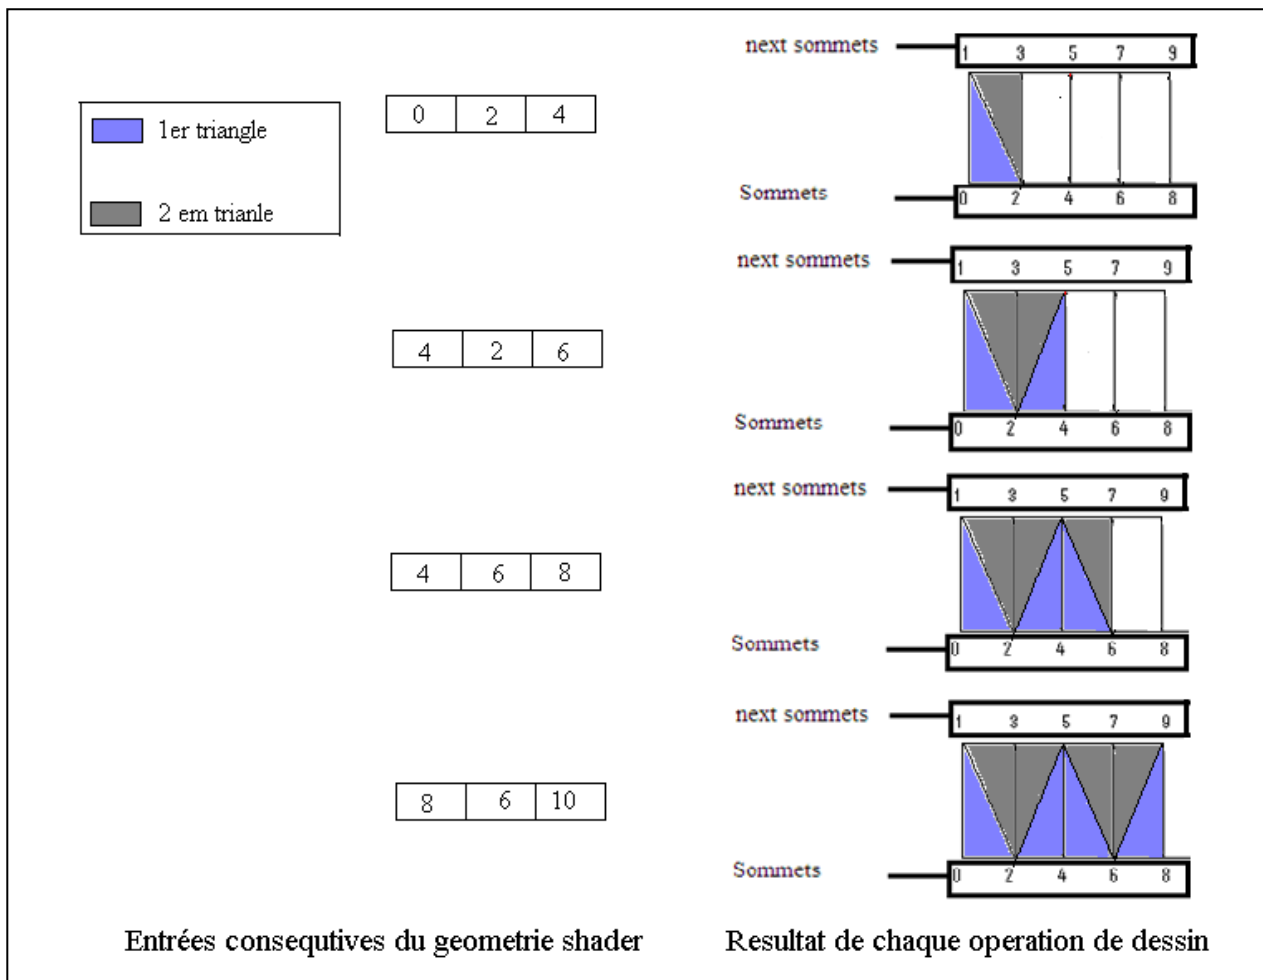 next sommets
1 3 5 7 9
1er triangle
0 2 4
2 em trianle
Sommets
0 2 4 6 8
next sommets
1 3 5 7 9
4 2 6
Sommets
0 2 4 6 8
next sommets
1 3 5 7 9
4 6 8
Sommets
0 2 4 6 8
next sommets
1 3 5 7 9
8 6 10
Sommets
0 2 4 6 8
Entrées consequtives du geometrie shader
Resultat de chaque operation de dessin